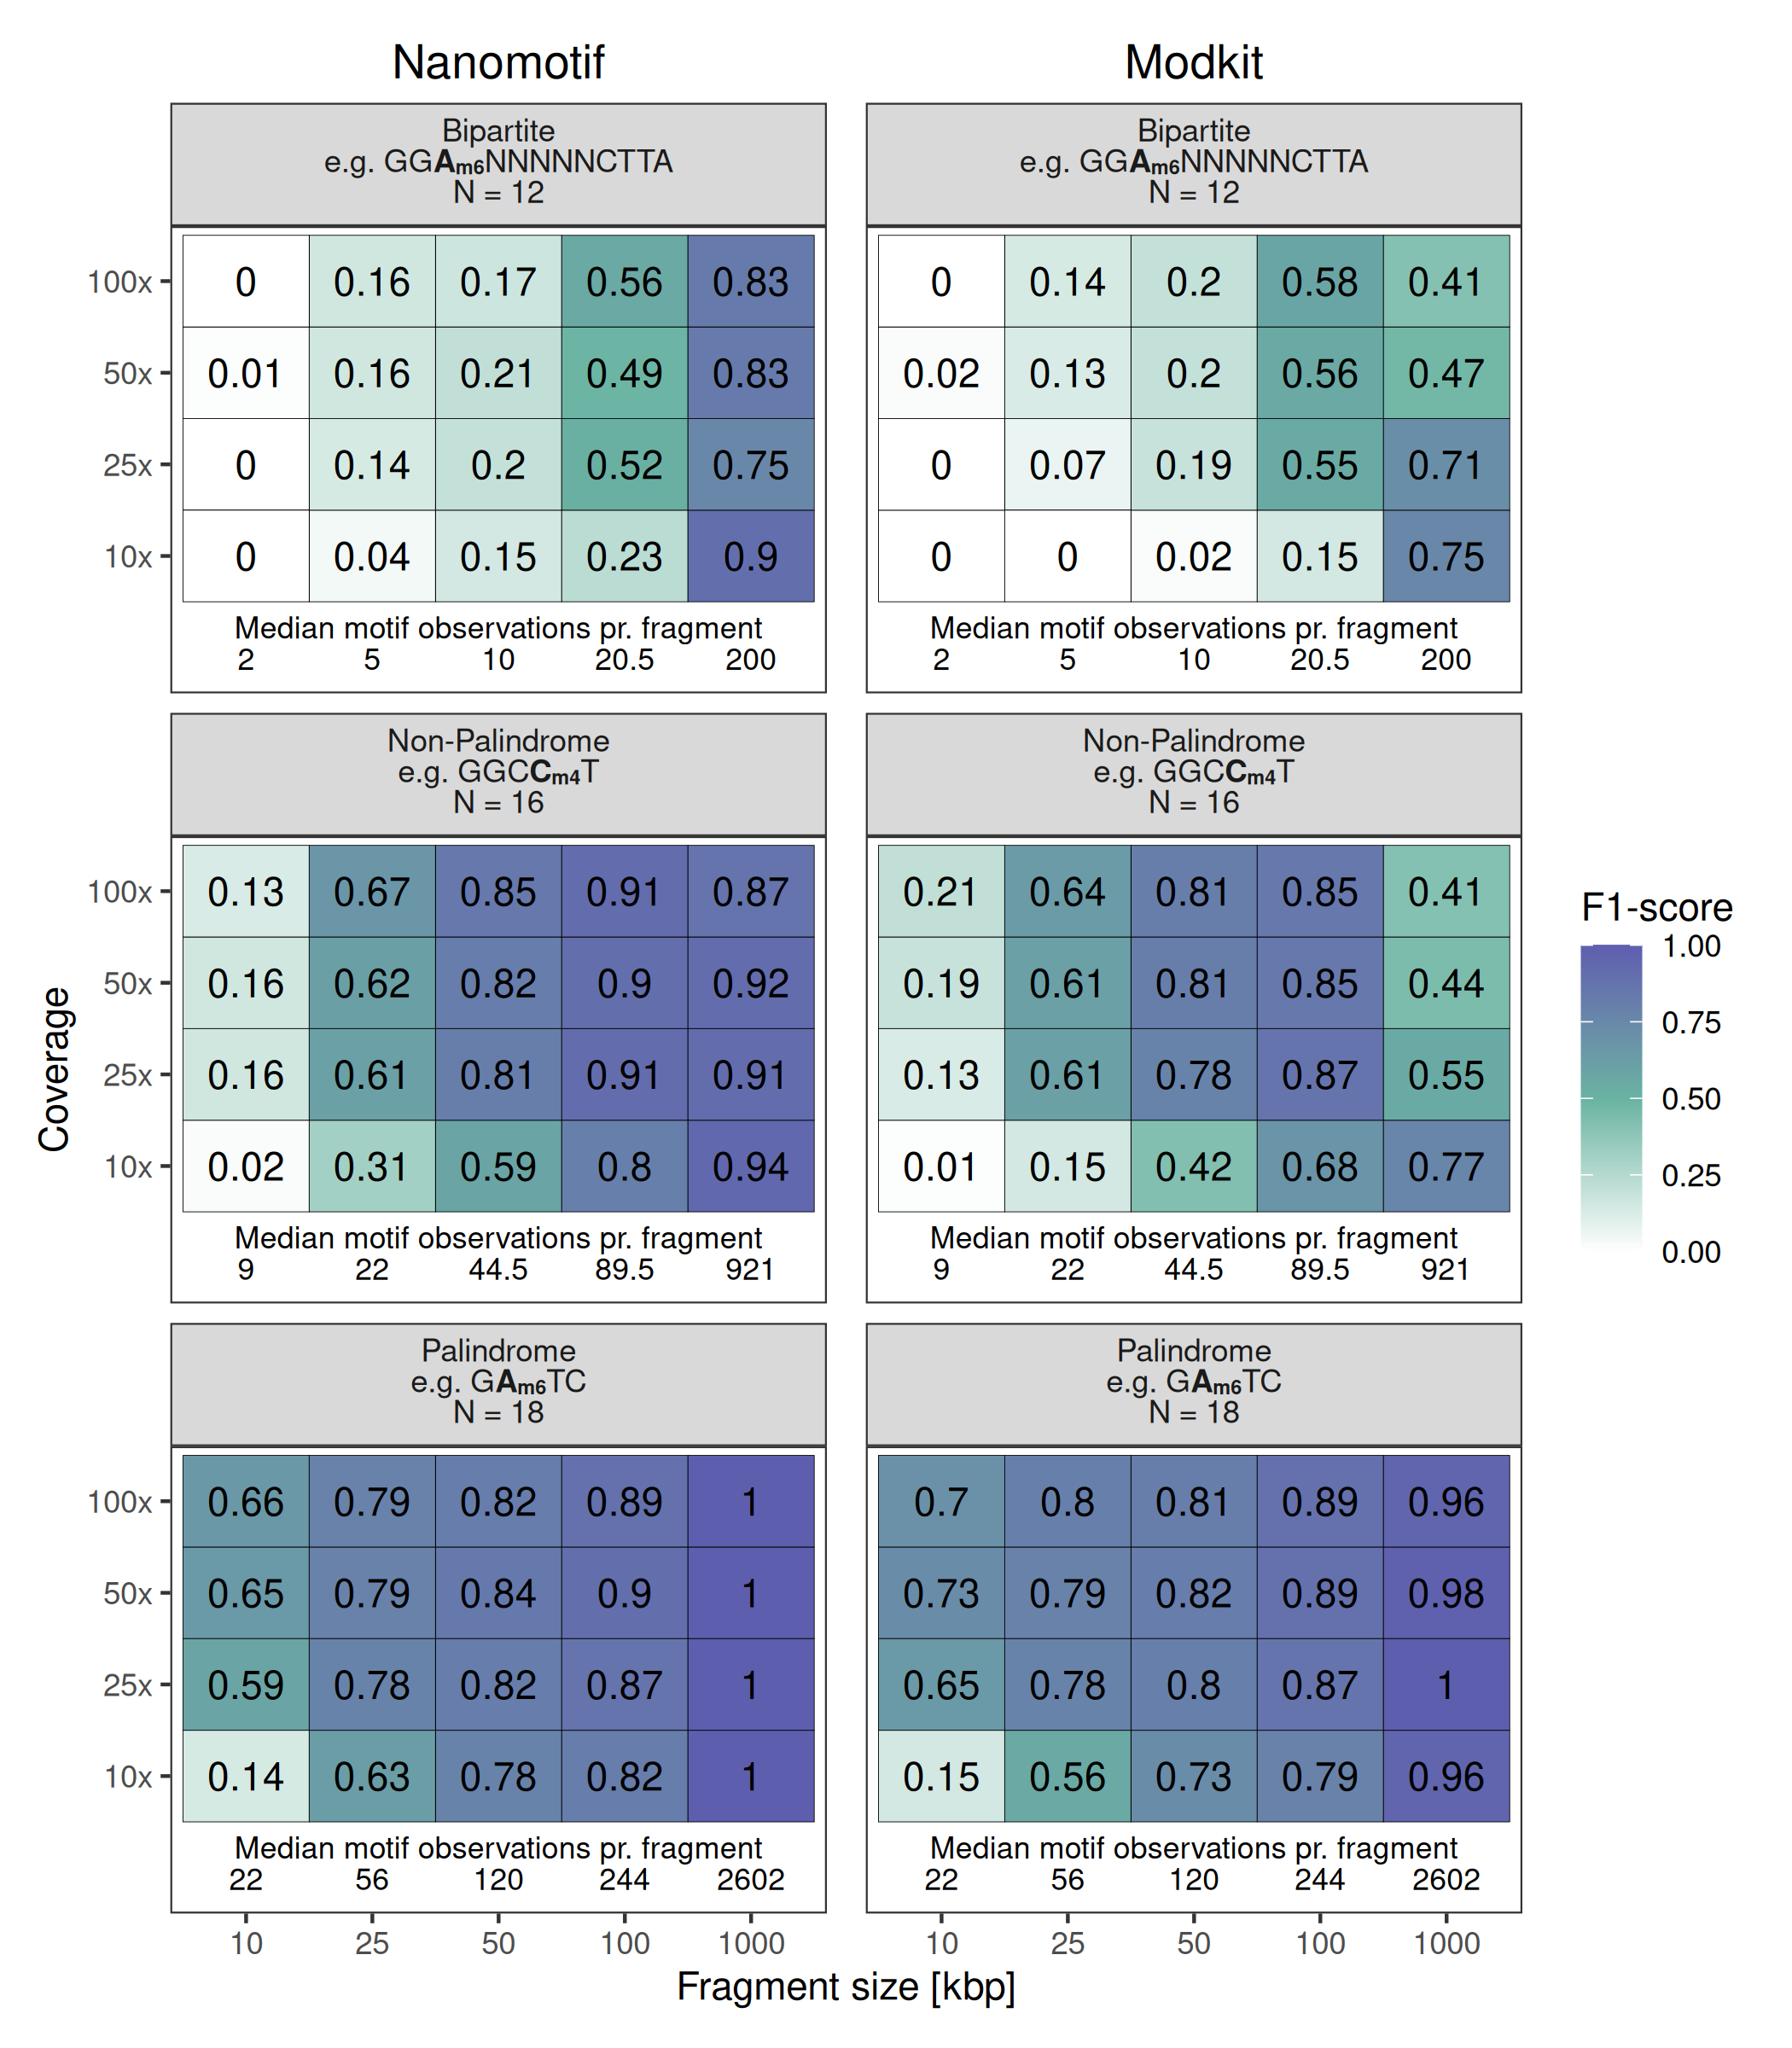 Nanomotif Modkit
Bipartite Bipartite
e.g. GGAm6NNNNNCTTA e.g. GGAm6NNNNNCTTA
N = 12 N = 12
100x 0 0.16 0.17 0.56 0.83 0 0.14 0.2 0.58 0.41
50x 0.01 0.16 0.21 0.49 0.83 0.02 0.13 0.2 0.56 0.47
25x 0 0.14 0.2 0.52 0.75 0 0.07 0.19 0.55 0.71
10x 0 0.04 0.15 0.23 0.9 0 0 0.02 0.15 0.75
Median motif observations pr. fragment Median motif observations pr. fragment
2 5 10 20.5 200 2 5 10 20.5 200
Non-Palindrome Non-Palindrome
e.g. GGCCm4T e.g. GGCCm4T
N = 16 N = 16
100x 0.13 0.67 0.85 0.91 0.87 0.21 0.64 0.81 0.85 0.41
50x 0.16 0.62 0.82 0.9 0.92 0.19 0.61 0.81 0.85 0.44
25x 0.16 0.61 0.81 0.91 0.91 0.13 0.61 0.78 0.87 0.55
10x 0.02 0.31 0.59 0.8 0.94 0.01 0.15 0.42 0.68 0.77
Median motif observations pr. fragment Median motif observations pr. fragment
9 22 44.5 89.5 921 9 22 44.5 89.5 921
Palindrome Palindrome
e.g. GAm6TC e.g. GAm6TC
N = 18 N = 18
100x 0.66 0.79 0.82 0.89 1 0.7 0.8 0.81 0.89 0.96
50x 0.65 0.79 0.84 0.9 1 0.73 0.79 0.82 0.89 0.98
25x 0.59 0.78 0.82 0.87 1 0.65 0.78 0.8 0.87 1
10x 0.14 0.63 0.78 0.82 1 0.15 0.56 0.73 0.79 0.96
Median motif observations pr. fragment Median motif observations pr. fragment
22 56 120 244 2602 22 56 120 244 2602
10 25 50 100 1000 10 25 50 100 1000
Fragment size [kbp]
Coverage
F1-score
1.00
0.75
0.50
0.25
0.00